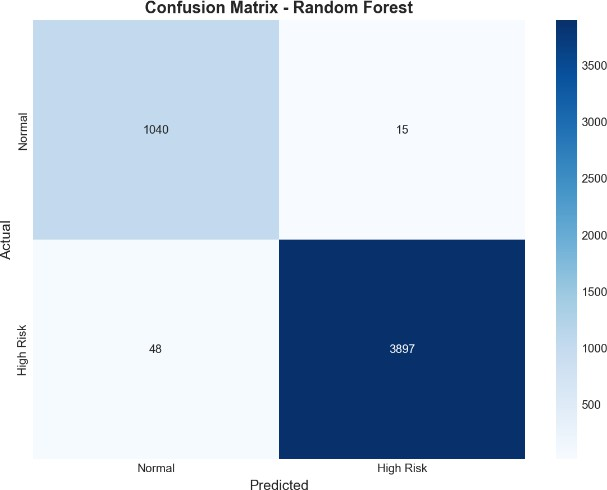 Confusion Matrix - Random Forest
Actual
Normal
1040
15
High Risk
48
3897
Normal
High Risk
Predicted
3500
3000
2500
2000
1500
1000
500